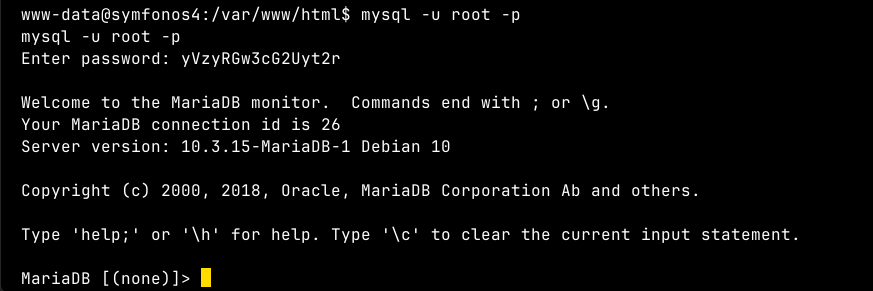 www-data@symfonos4:/var/www/html$ mysql -u root -p
mysql -u root -p
Enter password: yVzyRGw3cG2Uyt2r
Welcome to the MariaDB monitor.  Commands end with ; or \g.
Your MariaDB connection id is 26
Server version: 10.3.15-MariaDB-1 Debian 10
Copyright (c) 2000, 2018, Oracle, MariaDB Corporation Ab and others.
Type 'help;' or '\h' for help. Type '\c' to clear the current input statement.
MariaDB [(none)]>